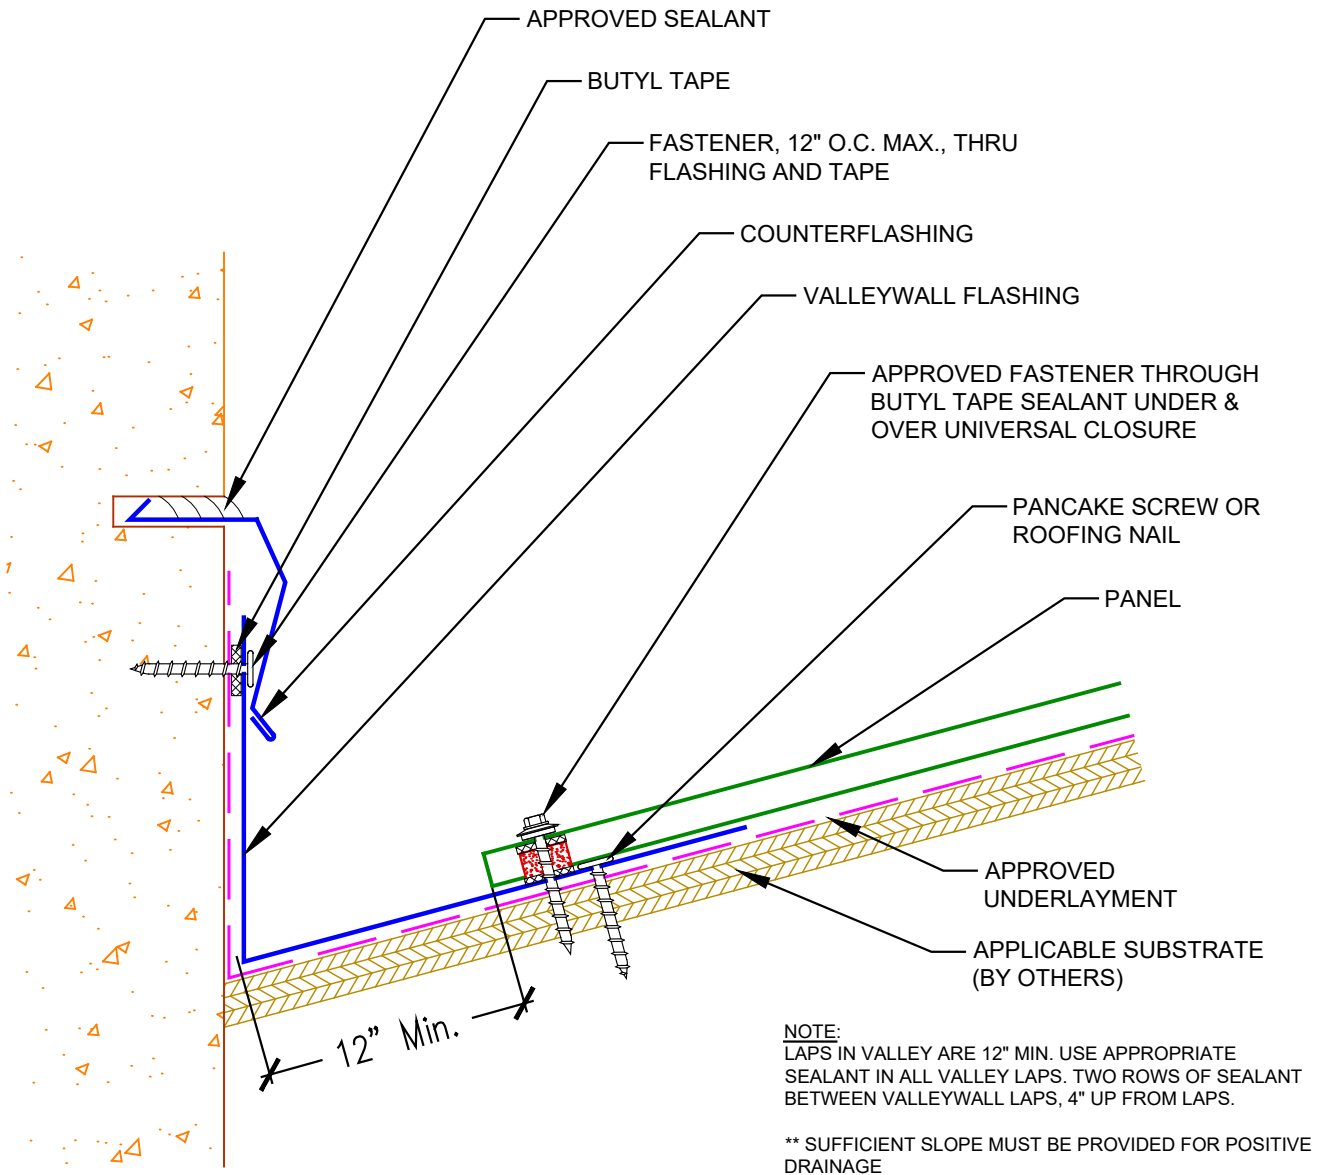 APPROVED SEALANT
BUTYL TAPE
FASTENER, 12" O.C. MAX., THRU
FLASHING AND TAPE
COUNTERFLASHING
VALLEYWALL FLASHING
APPROVED FASTENER THROUGH
BUTYL TAPE SEALANT UNDER &
OVER UNIVERSAL CLOSURE
PANCAKE SCREW OR
ROOFING NAIL
PANEL
APPROVED
UNDERLAYMENT
APPLICABLE SUBSTRATE
(BY OTHERS)
12" Min.
NOTE:
LAPS IN VALLEY ARE 12" MIN. USE APPROPRIATE
SEALANT IN ALL VALLEY LAPS. TWO ROWS OF SEALANT
BETWEEN VALLEYWALL LAPS, 4" UP FROM LAPS.
** SUFFICIENT SLOPE MUST BE PROVIDED FOR POSITIVE
DRAINAGE